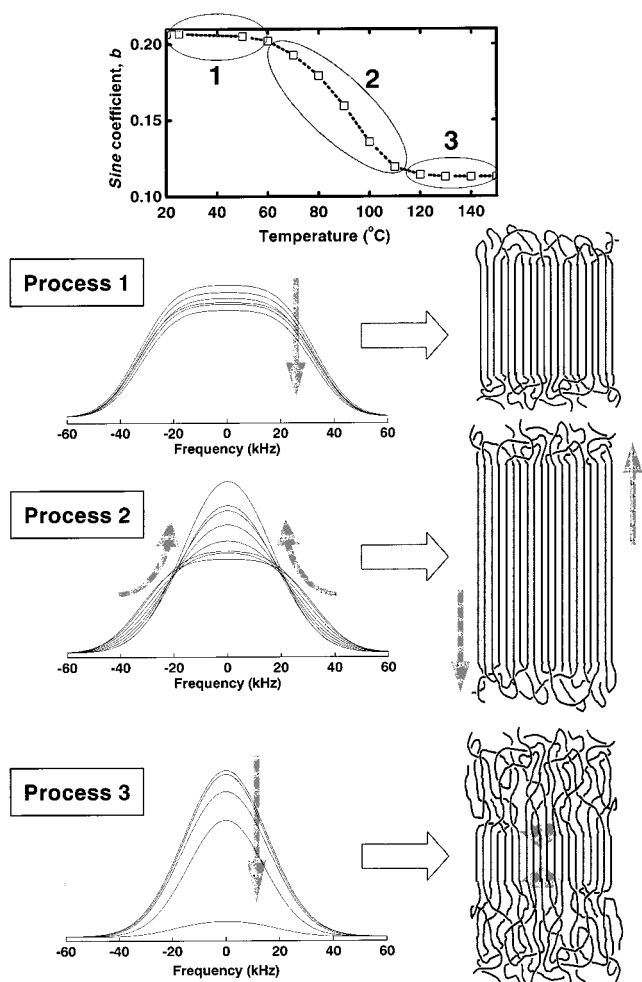 0.20
0.15
0.10
Sine coefficient, b
1
2
3
20 40 60 80 100 120 140
Temperature (°C)
Process 1
-60 -40 -20 0 20 40 60
Frequency (kHz)
Process 2
-60 -40 -20 0 20 40 60
Frequency (kHz)
Process 3
-60 -40 -20 0 20 40 60
Frequency (kHz)